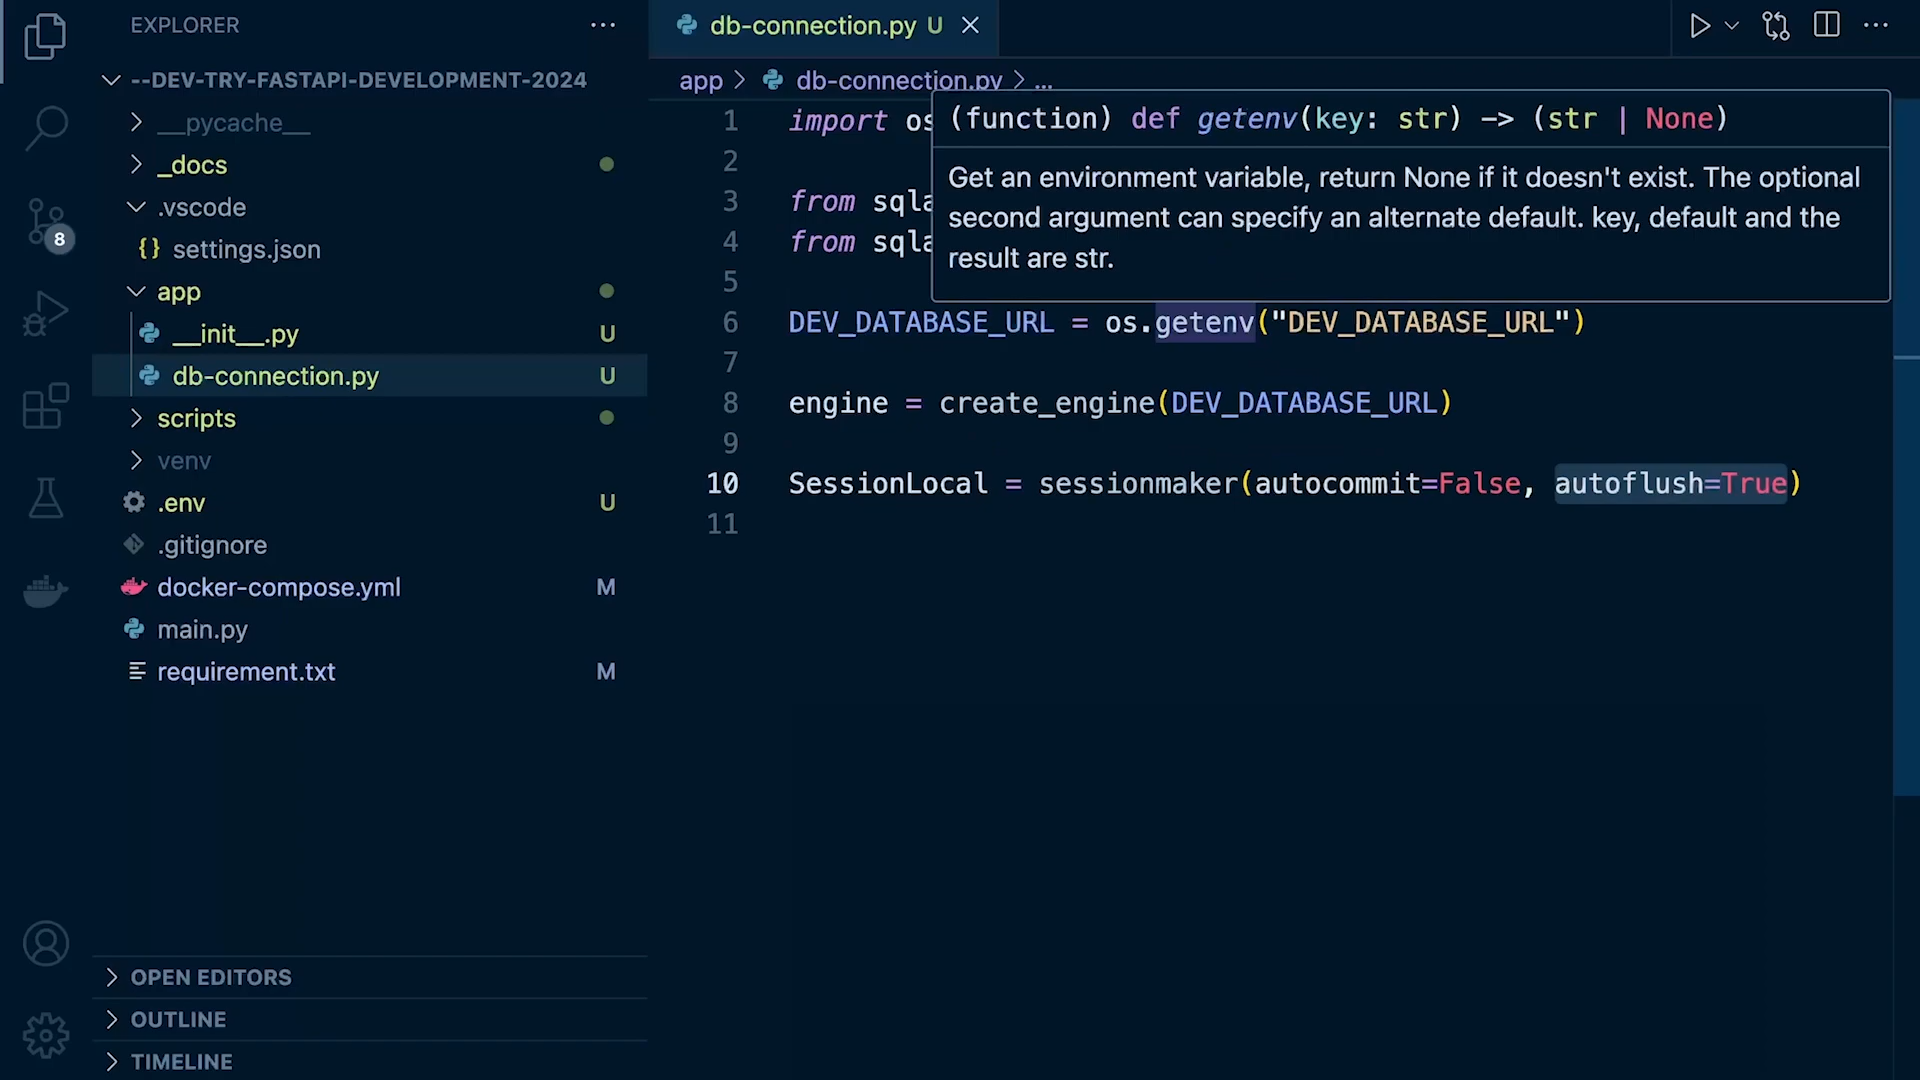 EXPLORER
--DEV-TRY-FASTAPI-DEVELOPMENT-2024
__pycache__
_docs
.vscode
{} settings.json
app
__init__.py U
db-connection.py U
scripts
venv
.env U
.gitignore
docker-compose.yml M
main.py
requirement.txt M
OPEN EDITORS
OUTLINE
TIMELINE
8
db-connection.py U
app > db-connection.py > ...
(function) def getenv(key: str) -> (str | None)
Get an environment variable, return None if it doesn't exist. The optional
second argument can specify an alternate default. key, default and the
result are str.
1 import os
2
3 from sqla
4 from sqla
5
6 DEV_DATABASE_URL = os.getenv("DEV_DATABASE_URL")
7
8 engine = create_engine(DEV_DATABASE_URL)
9
10 SessionLocal = sessionmaker(autocommit=False, autoflush=True)
11